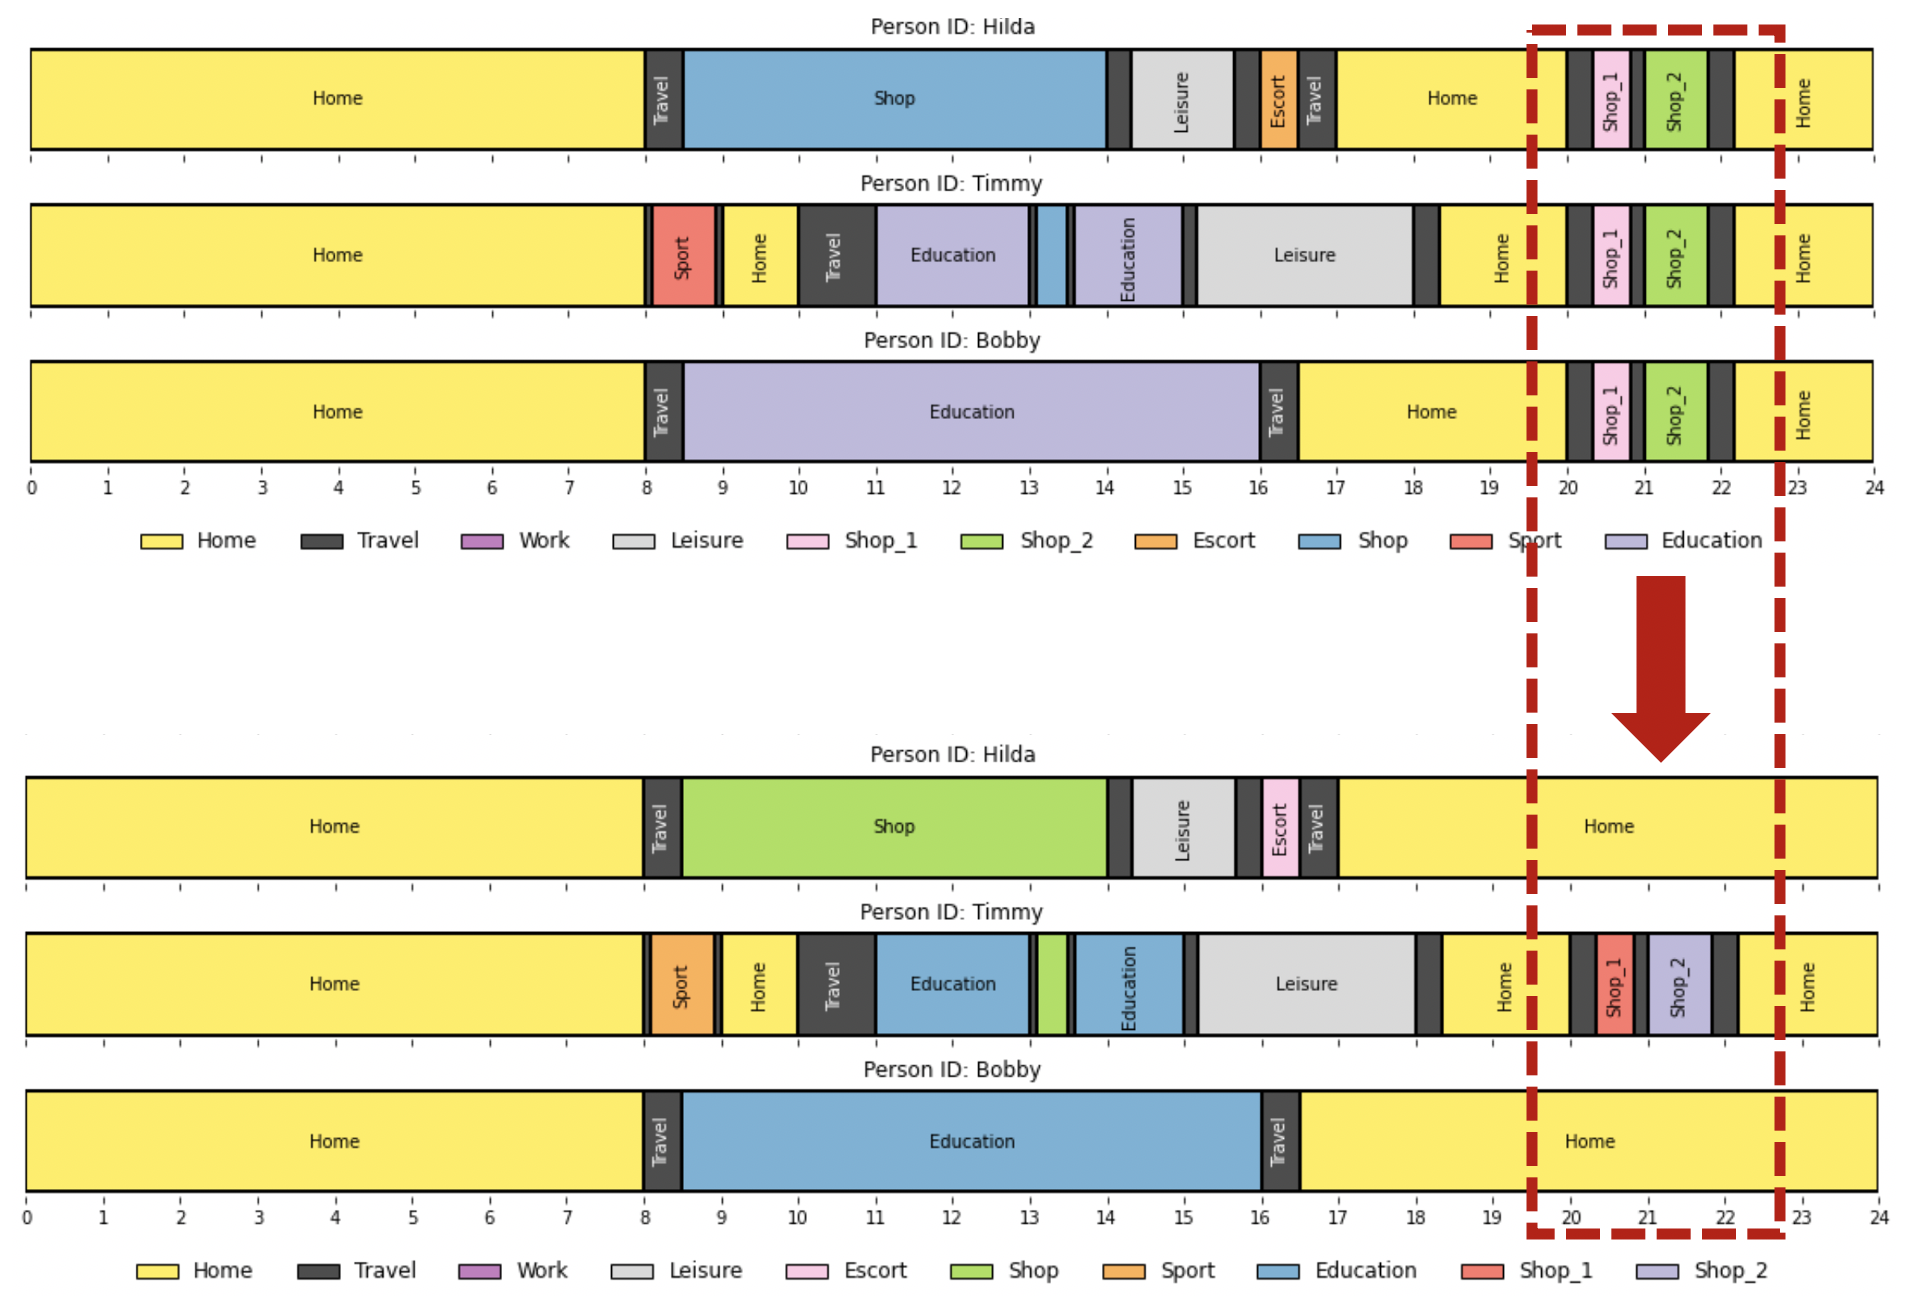 Person ID: Hilda
Home Travel Shop Leisure Escort Travel Home Shop_1 Shop_2 Home
Person ID: Timmy
Home Sport Home Travel Education Education Leisure Home Shop_1 Shop_2 Home
Person ID: Bobby
Home Travel Education Travel Home Shop_1 Shop_2 Home
0 1 2 3 4 5 6 7 8 9 10 11 12 13 14 15 16 17 18 19 20 21 22 23 24
Home Travel Work Leisure Shop_1 Shop_2 Escort Shop Sport Education
Person ID: Hilda
Home Travel Shop Leisure Escort Travel Home
Person ID: Timmy
Home Sport Home Travel Education Education Leisure Home Shop_1 Shop_2 Home
Person ID: Bobby
Home Travel Education Travel Home
0 1 2 3 4 5 6 7 8 9 10 11 12 13 14 15 16 17 18 19 20 21 22 23 24
Home Travel Work Leisure Escort Shop Sport Education Shop_1 Shop_2